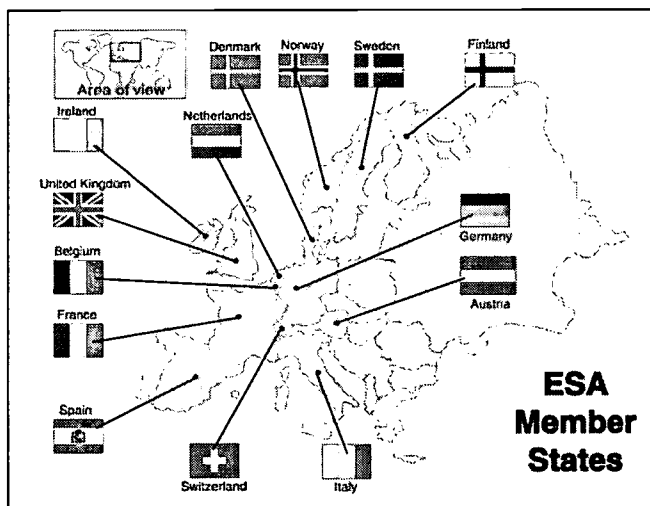 Denmark
Norway
Sweden
Finland
Area of view
Ireland
Netherlands
United Kingdom
Germany
Belgium
Austria
France
ESA
Member
States
Spain
Switzerland
Italy